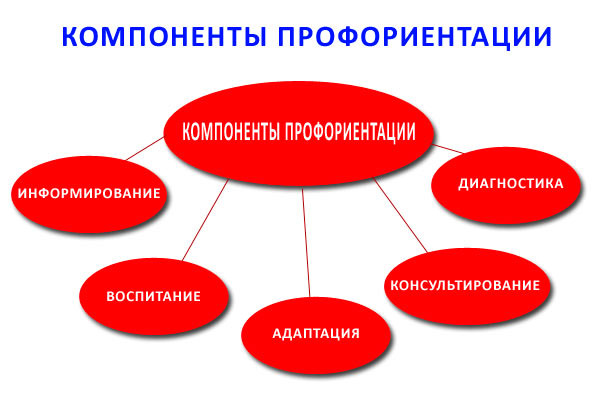 КОМПОНЕНТЫ ПРОФОРИЕНТАЦИИ
КОМПОНЕНТЫ ПРОФОРИЕНТАЦИИ
ИНФОРМИРОВАНИЕ
ДИАГНОСТИКА
ВОСПИТАНИЕ
КОНСУЛЬТИРОВАНИЕ
АДАПТАЦИЯ